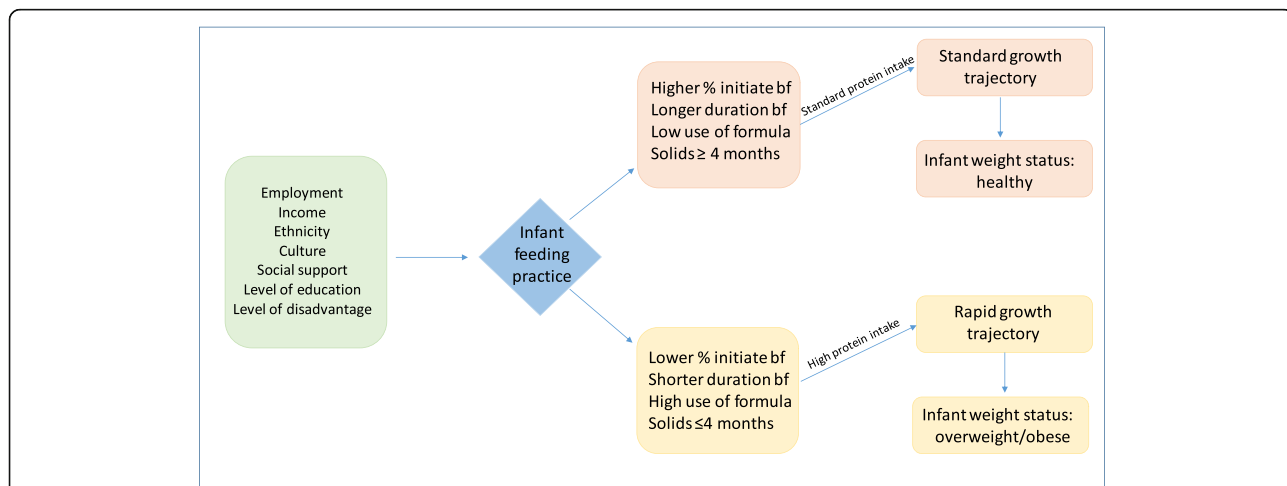 Employment
Income
Ethnicity
Culture
Social support
Level of education
Level of disadvantage
Infant
feeding
practice
Higher % initiate bf
Longer duration bf
Low use of formula
Solids ≥ 4 months
Standard protein intake
Standard growth
trajectory
Infant weight status:
healthy
Lower % initiate bf
Shorter duration bf
High use of formula
Solids ≤4 months
High protein intake
Rapid growth
trajectory
Infant weight status:
overweight/obese